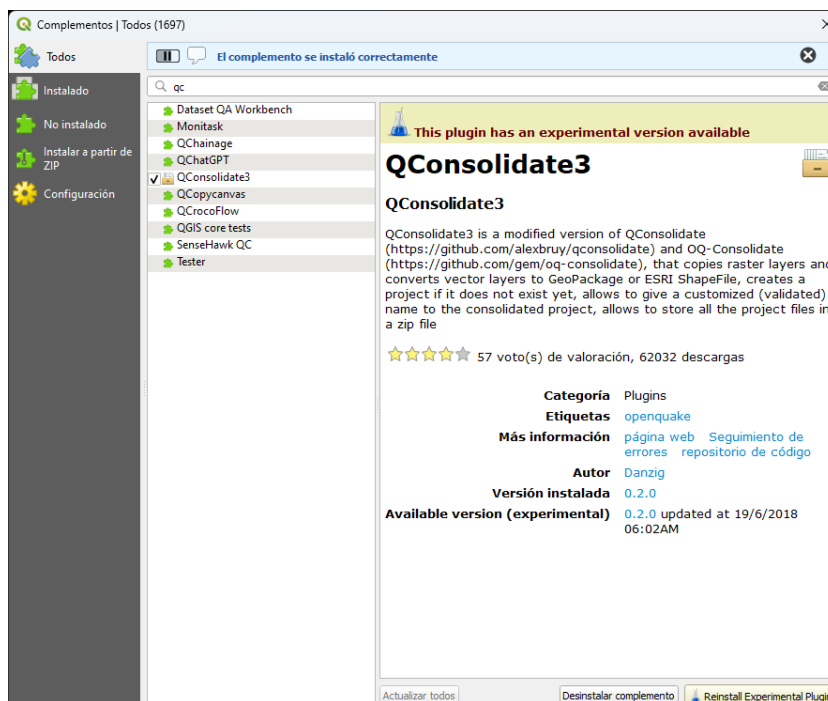 Complementos | Todos (1697)
Todos
Instalado
No instalado
Instalar a partir de
ZIP
Configuración
El complemento se instaló correctamente
qc
Dataset QA Workbench
Monitask
QChainage
QChatGPT
QConsolidate3
QCopycanvas
QCrocoFlow
QGIS core tests
SenseHawk QC
Tester
This plugin has an experimental version available
QConsolidate3
QConsolidate3
QConsolidate3 is a modified version of QConsolidate
(https://github.com/alexbruy/qconsolidate) and OQ-Consolidate
(https://github.com/gem/oq-consolidate), that copies raster layers and
converts vector layers to GeoPackage or ESRI ShapeFile, creates a
project if it does not exist yet, allows to give a customized (validated)
name to the consolidated project, allows to store all the project files in
a zip file
57 voto(s) de valoración, 62032 descargas
Categoría Plugins
Etiquetas openquake
Más información página web Seguimiento de
errores repositorio de código
Autor Danzig
Versión instalada 0.2.0
Available version (experimental) 0.2.0 updated at 19/6/2018
06:02AM
Actualizar todos
Desinstalar complemento
Reinstall Experimental Plugin